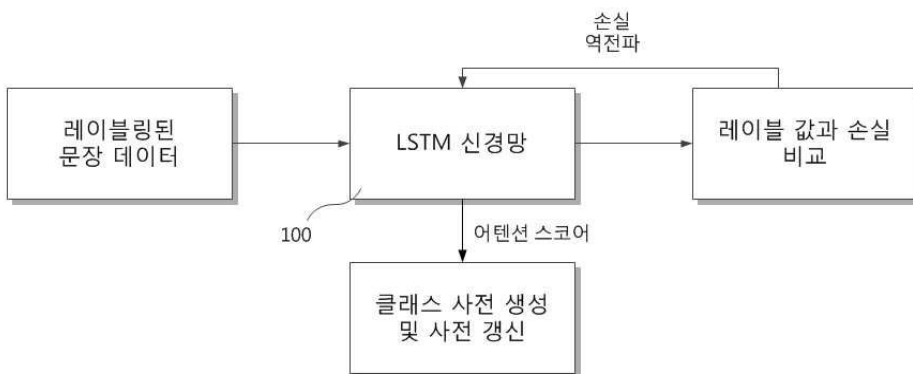 손실
역전파
레이블링된
문장 데이터
LSTM 신경망
레이블 값과 손실
비교
100
어텐션 스코어
클래스 사전 생성
및 사전 갱신